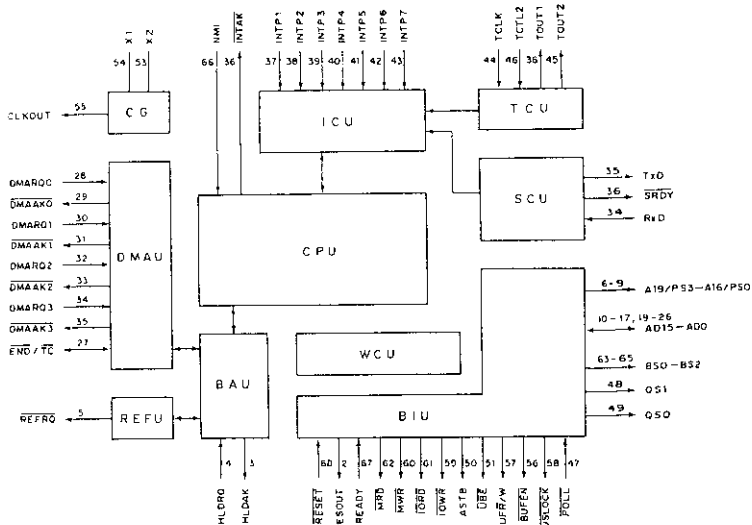 X1
X2
NMI
INTAK
INTP1
INTP2
INTP3
INTP4
INTP5
INTP6
INTP7
TCLK
TCTL2
TOUT1
TOUT2
54
53
66
36
37
38
39
40
41
42
43
44
46
36
45
CLKOUT
55
CG
ICU
TCU
DMARQ0
28
DMAAK0
29
DMARQ1
30
DMAAK1
31
DMARQ2
32
DMAAK2
33
DMARQ3
34
DMAAK3
35
END/TC
27
DMAU
CPU
SCU
35
TxD
36
SRDY
34
RxD
6-9
A19/PS3-A16/PS0
10-17, 19-26
AD15-AD0
63-65
BS0-BS2
48
QS1
49
QS0
WCU
BAU
BIU
REFRQ
5
REFU
4
3
68
2
67
62
60
61
59
50
51
57
56
58
47
HLDRQ
HLDAK
RESET
ESOUT
READY
MRD
MWR
IORD
IOWR
ASTB
UBE
UFR/W
BUFEN
/SLOCK
POLL